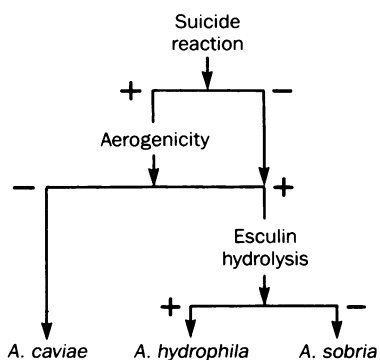 Suicide
reaction
+ −
Aerogenicity
− +
Esculin
hydrolysis
+ −
A. caviae A. hydrophila A. sobria